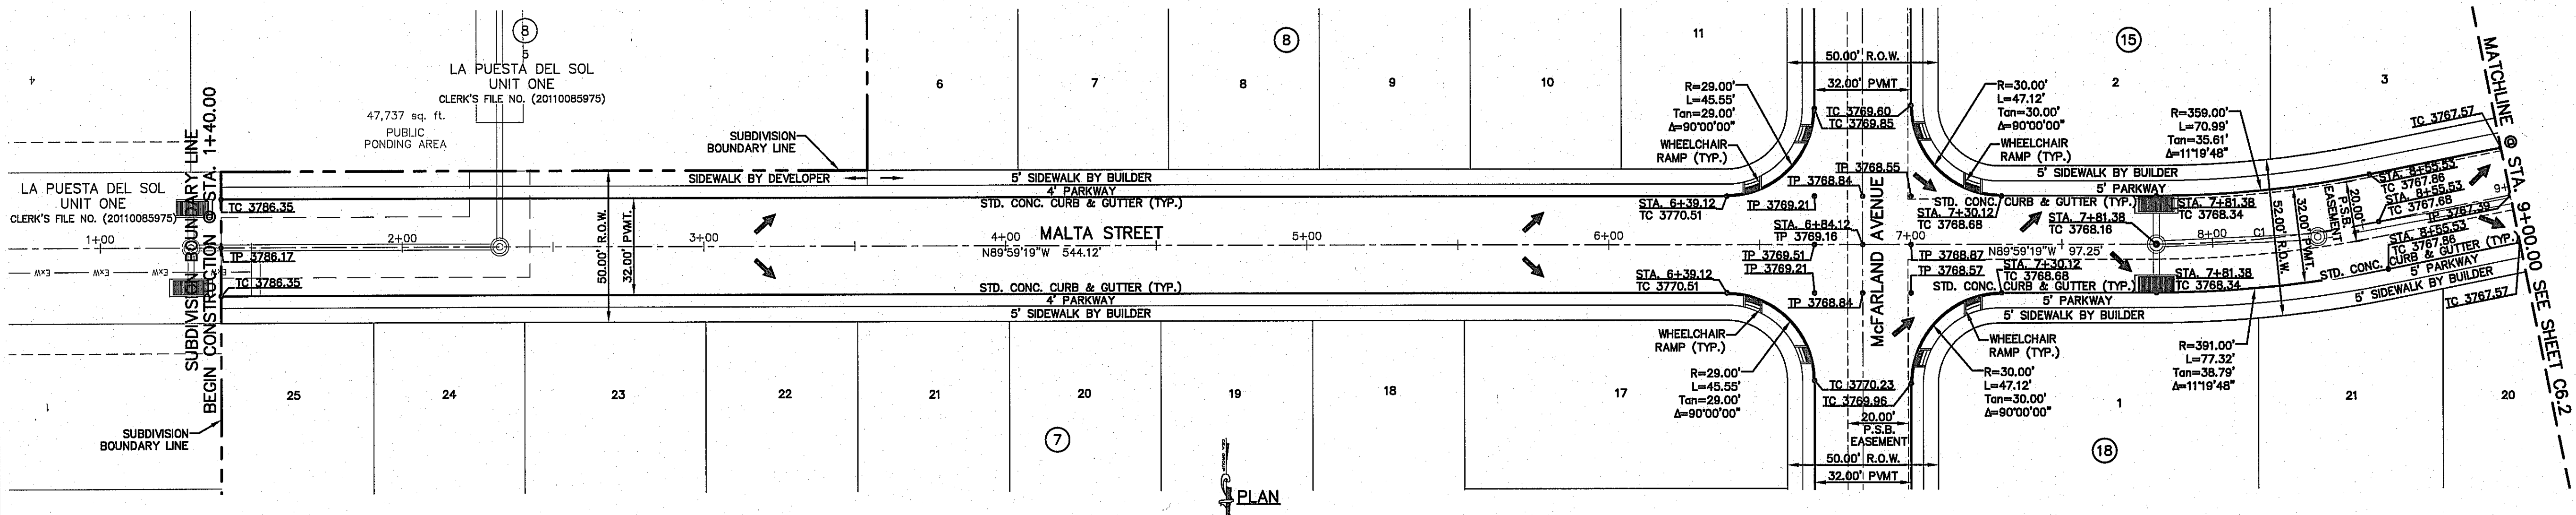 8
5
LA PUESTA DEL SOL
UNIT ONE
CLERK'S FILE NO. (20110085975)
47,737 sq. ft.
PUBLIC
PONDING AREA
4
SUBDIVISION BOUNDARY LINE
BEGIN CONSTRUCTION @ STA. 1+40.00
LA PUESTA DEL SOL
UNIT ONE
CLERK'S FILE NO. (20110085975)
SUBDIVISION
BOUNDARY LINE
8
6
7
8
9
10
11
SIDEWALK BY DEVELOPER
5' SIDEWALK BY BUILDER
4' PARKWAY
STD. CONC. CURB & GUTTER (TYP.)
TC 3786.35
1+00
2+00
3+00
4+00
5+00
6+00
7+00
8+00
9+
MALTA STREET
N89°59'19"W 544.12'
EXW EXW EXW EXW
TP 3786.17
TC 3786.35
50.00' R.O.W.
32.00' PVMT.
STD. CONC. CURB & GUTTER (TYP.)
4' PARKWAY
5' SIDEWALK BY BUILDER
SUBDIVISION
BOUNDARY LINE
1
25
24
23
22
21
20
19
18
17
7
PLAN
50.00' R.O.W.
32.00' PVMT
R=29.00'
L=45.55'
Tan=29.00'
Δ=90°00'00"
WHEELCHAIR
RAMP (TYP.)
TC 3769.60
TC 3769.85
R=30.00'
L=47.12'
Tan=30.00'
Δ=90°00'00"
WHEELCHAIR
RAMP (TYP.)
TP 3768.55
TP 3768.84
TP 3769.21
STA. 6+39.12
TC 3770.51
STA. 6+84.12
TP 3769.16
TP 3769.51
TP 3769.21
STA. 6+39.12
TC 3770.51
TP 3768.84
McFARLAND AVENUE
TP 3768.87
TP 3768.57
N89°59'19"W 97.25'
STD. CONC. CURB & GUTTER (TYP.)
STA. 7+30.12
TC 3768.68
STA. 7+81.38
TC 3768.16
STA. 7+81.38
TC 3768.34
STA. 7+30.12
TC 3768.68
STD. CONC. CURB & GUTTER (TYP.)
STA. 7+81.38
TC 3768.34
5' PARKWAY
5' SIDEWALK BY BUILDER
WHEELCHAIR
RAMP (TYP.)
R=29.00'
L=45.55'
Tan=29.00'
Δ=90°00'00"
TC 3770.23
TC 3769.96
20.00'
P.S.B.
EASEMENT
50.00' R.O.W.
32.00' PVMT.
WHEELCHAIR
RAMP (TYP.)
R=30.00'
L=47.12'
Tan=30.00'
Δ=90°00'00"
15
2
3
R=359.00'
L=70.99'
Tan=35.61'
Δ=11°19'48"
5' SIDEWALK BY BUILDER
5' PARKWAY
C1
52.00' R.O.W.
32.00' PVMT.
20.00'
P.S.B.
EASEMENT
TC 3767.57
STA. 8+55.53
TC 3767.86
STA. 8+55.53
TC 3767.68
TP 3767.39
STA. 8+55.53
TC 3767.86
STD. CONC. CURB & GUTTER (TYP.)
5' PARKWAY
5' SIDEWALK BY BUILDER
TC 3767.57
R=391.00'
L=77.32'
Tan=38.79'
Δ=11°19'48"
1
21
20
18
MATCHLINE @ STA. 9+00.00 SEE SHEET C6.2